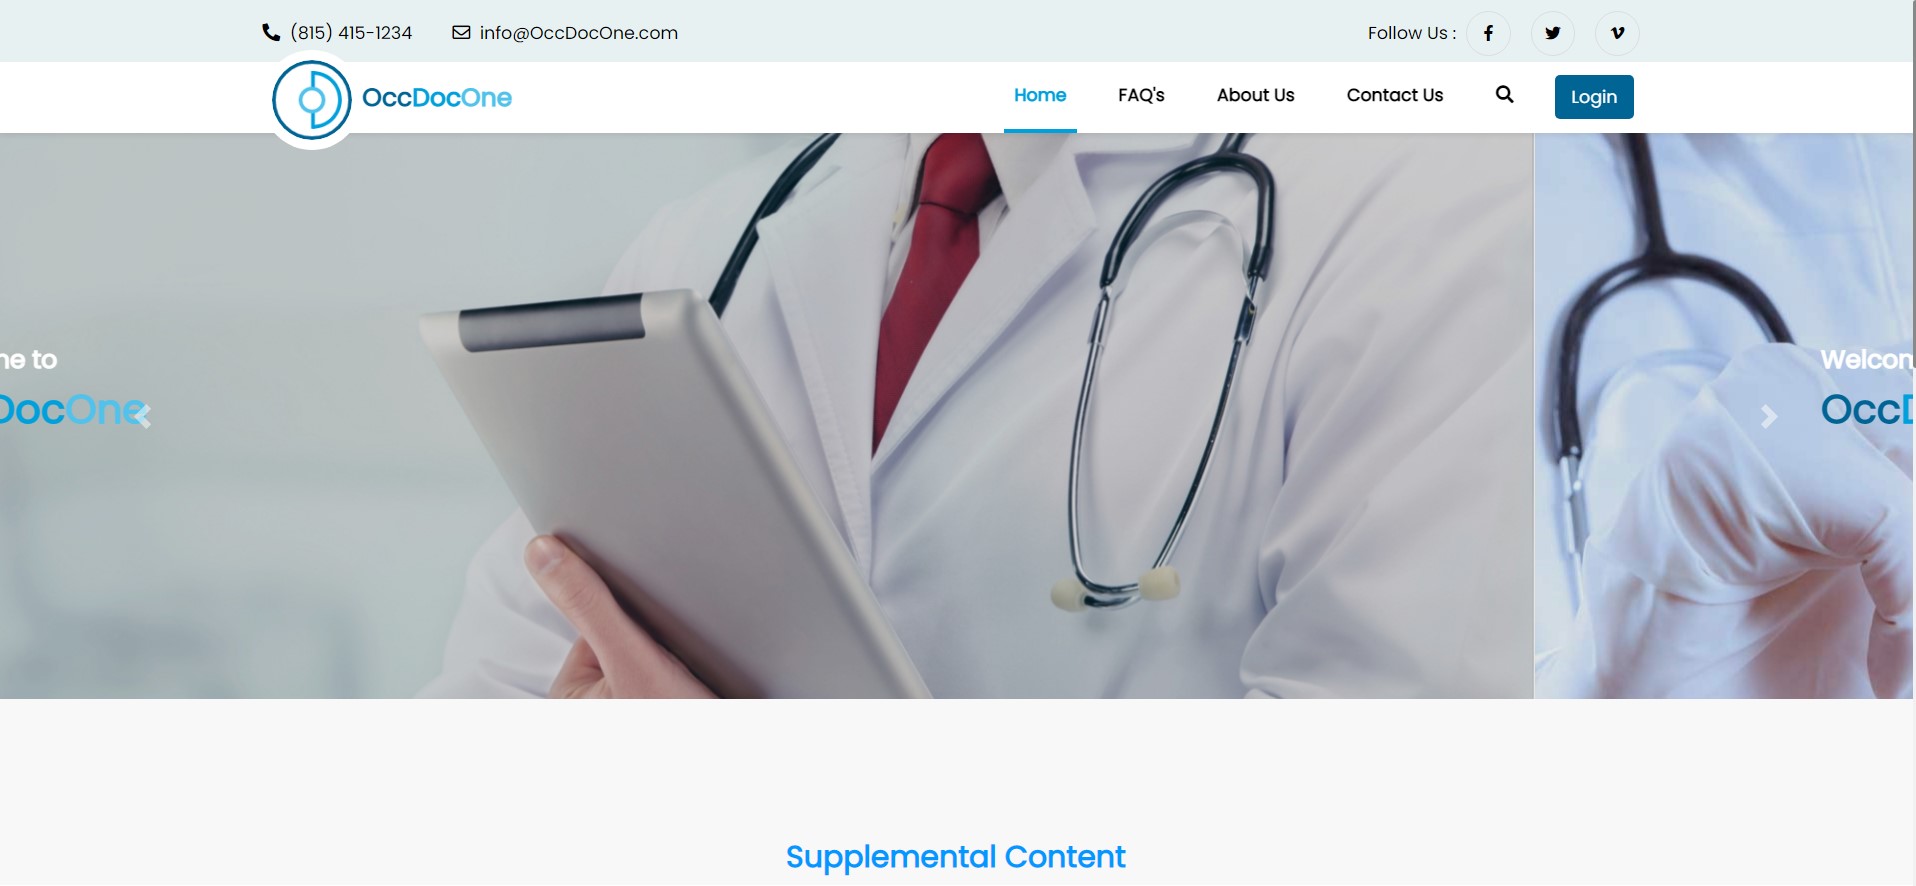 (815) 415-1234
info@OccDocOne.com
Follow Us :
OccDocOne
Home
FAQ's
About Us
Contact Us
Login
ne to
DocOne
Welcom
OccD
Supplemental Content